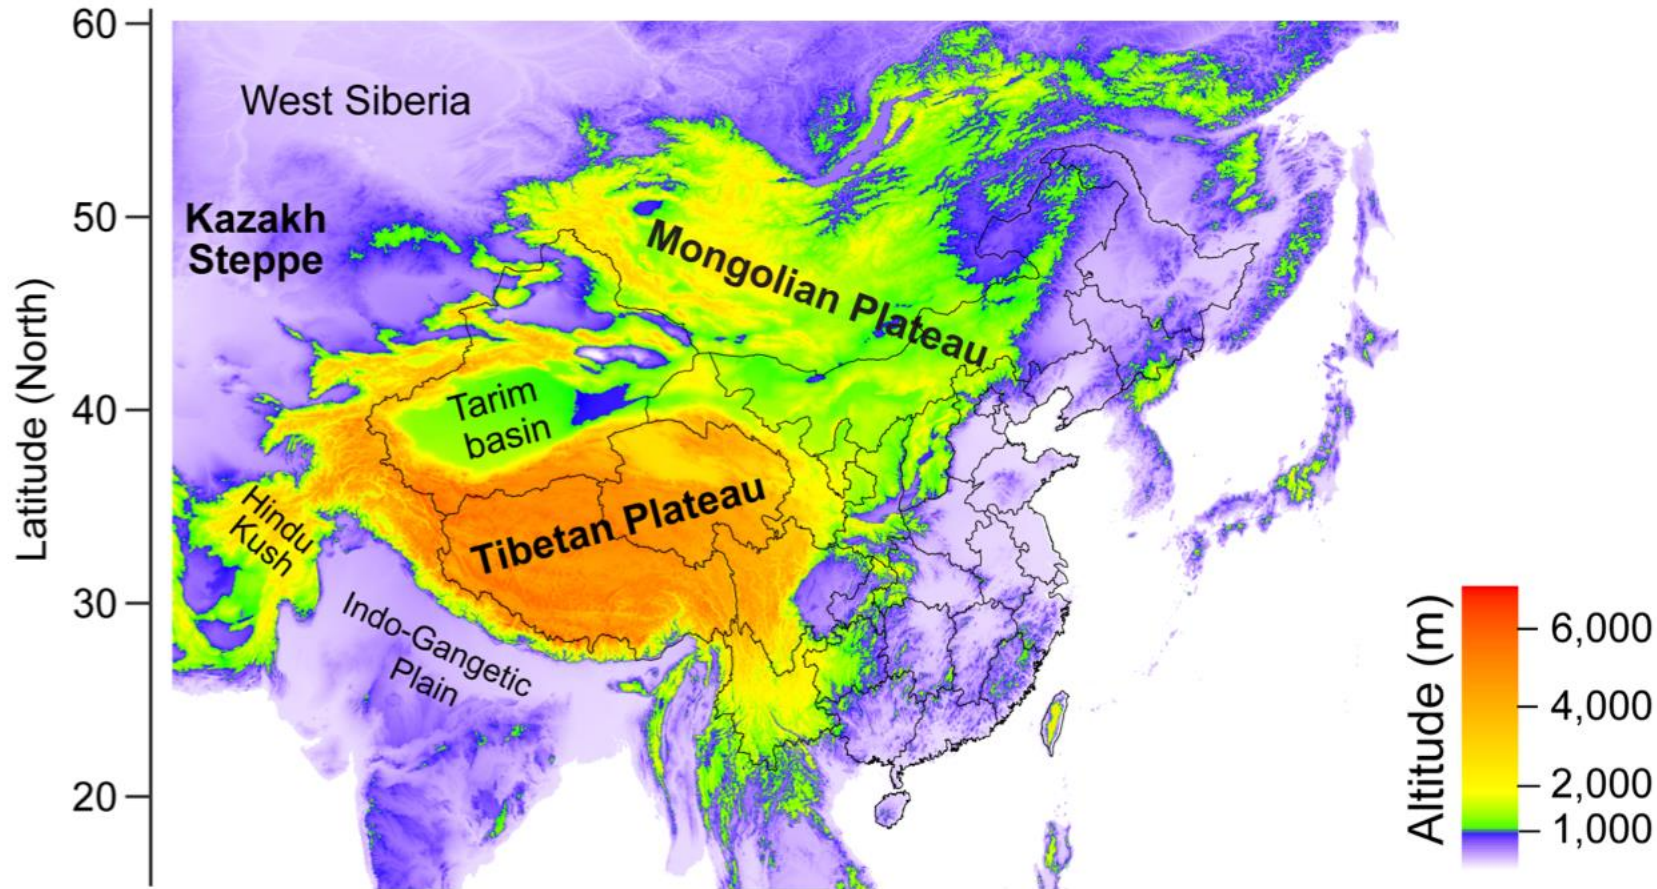 Latitude (North)
60
50
40
30
20
West Siberia
Kazakh
Steppe
Mongolian Plateau
Tarim
basin
Tibetan Plateau
Hindu
Kush
Indo-Gangetic
Plain
Altitude (m)
6,000
4,000
2,000
1,000